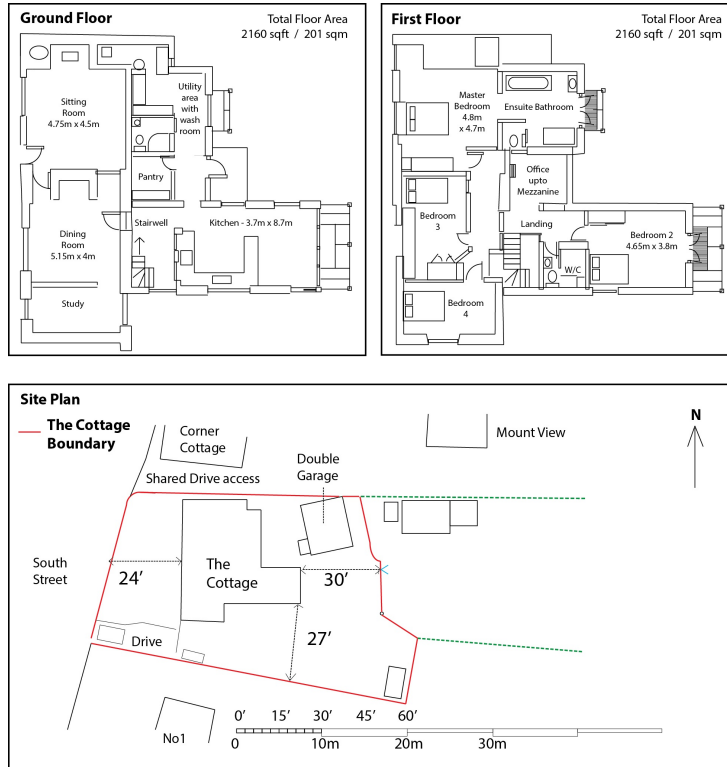 Ground Floor
Total Floor Area
2160 sqft / 201 sqm
Sitting
Room
4.75m x 4.5m
Utility
area
with
wash
room
Pantry
Dining
Room
5.15m x 4m
Stairwell
Kitchen - 3.7m x 8.7m
Study
First Floor
Total Floor Area
2160 sqft / 201 sqm
Master
Bedroom
4.8m
x 4.7m
Ensuite Bathroom
Office
upto
Mezzanine
Bedroom
3
Landing
Bedroom 2
4.65m x 3.8m
W/C
Bedroom
4
Site Plan
The Cottage
Boundary
Corner
Cottage
Mount View
N
Double
Garage
Shared Drive access
South
Street
24’
The
Cottage
30’
Drive
27’
No1
0’ 15’ 30’ 45’ 60’
0 10m 20m 30m